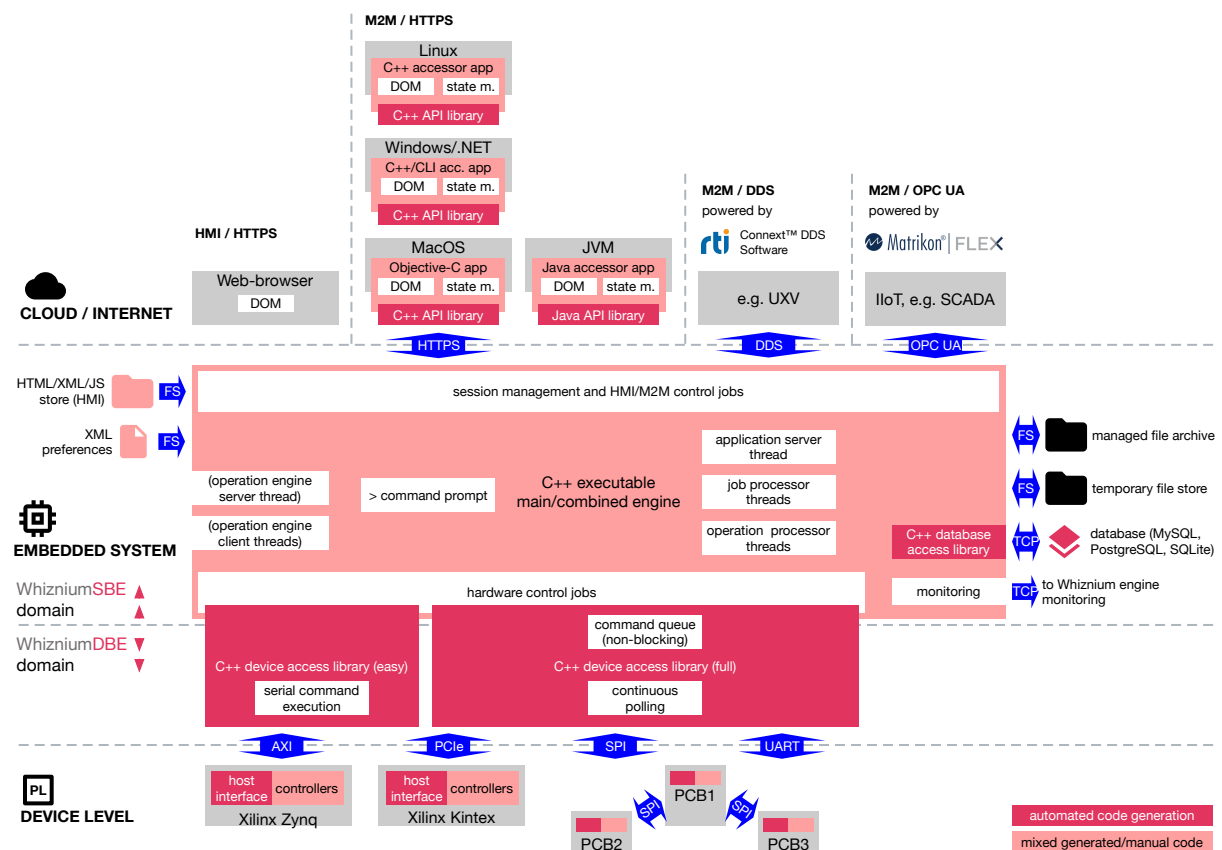 M2M / HTTPS
Linux
C++ accessor app
DOM
state m.
C++ API library
Windows/.NET
C++/CLI acc. app
DOM
state m.
C++ API library
HMI / HTTPS
Web-browser
DOM
MacOS
Objective-C app
DOM
state m.
C++ API library
JVM
Java accessor app
DOM
state m.
Java API library
M2M / DDS
powered by
rti
Connext™ DDS
Software
e.g. UXV
M2M / OPC UA
powered by
Matrikon® | FLEX
IIoT, e.g. SCADA
CLOUD / INTERNET
HTTPS
DDS
OPC UA
HTML/XML/JS
store (HMI)
FS
XML
preferences
FS
session management and HMI/M2M control jobs
(operation engine
server thread)
(operation engine
client threads)
> command prompt
C++ executable
main/combined engine
application server
thread
job processor
threads
operation processor
threads
C++ database
access library
monitoring
FS
managed file archive
FS
temporary file store
TCP
database (MySQL,
PostgreSQL, SQLite)
TCP
to Whiznium engine
monitoring
EMBEDDED SYSTEM
WhizniumSBE
domain
WhizniumDBE
domain
hardware control jobs
C++ device access library (easy)
serial command
execution
command queue
(non-blocking)
C++ device access library (full)
continuous
polling
AXI
PCIe
SPI
UART
PL
DEVICE LEVEL
host
interface
controllers
Xilinx Zynq
host
interface
controllers
Xilinx Kintex
PCB1
SPI
SPI
PCB2
PCB3
automated code generation
mixed generated/manual code